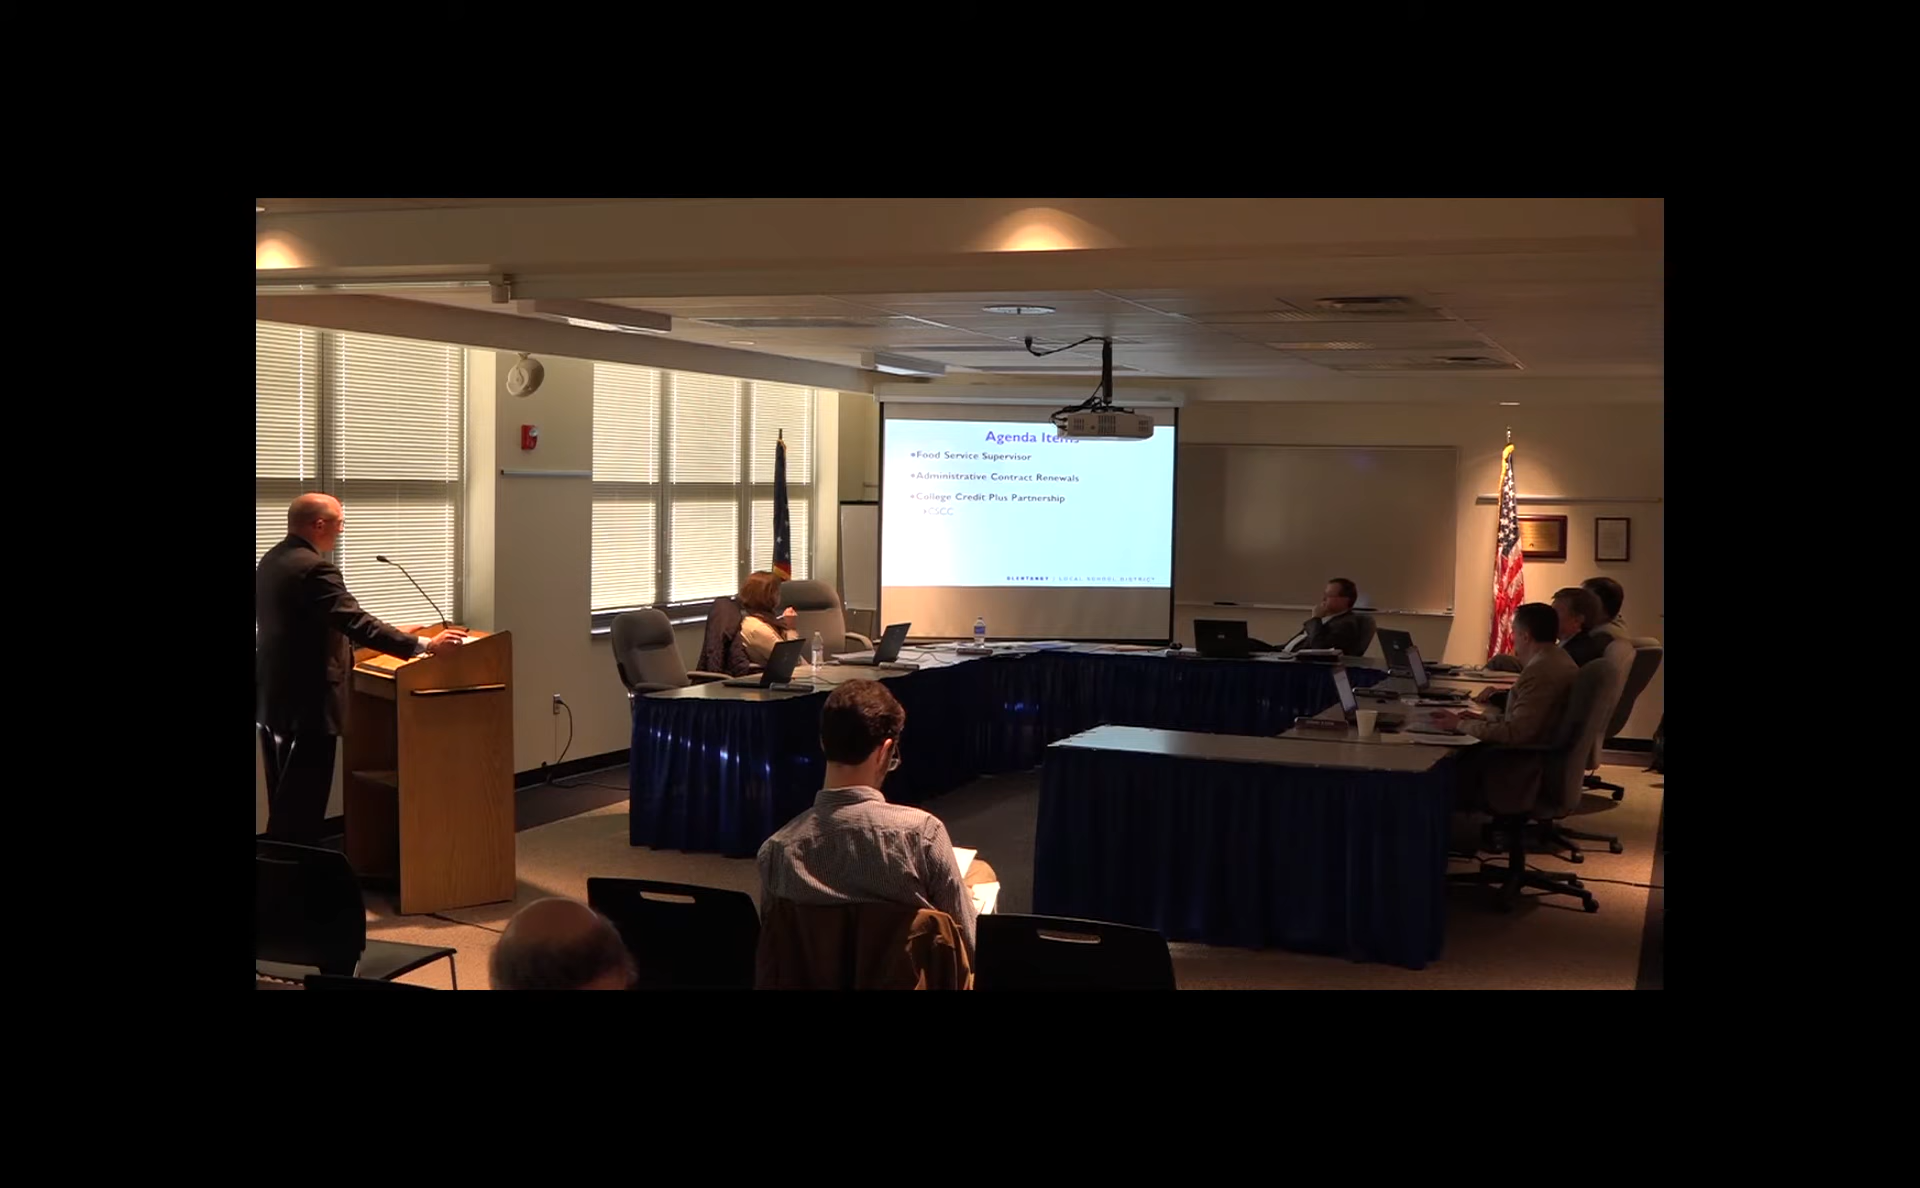 Agenda Items
•Food Service Supervisor
•Administrative Contract Renewals
•College Credit Plus Partnership
•CSCC
OLENTANGY | LOCAL SCHOOL DISTRICT